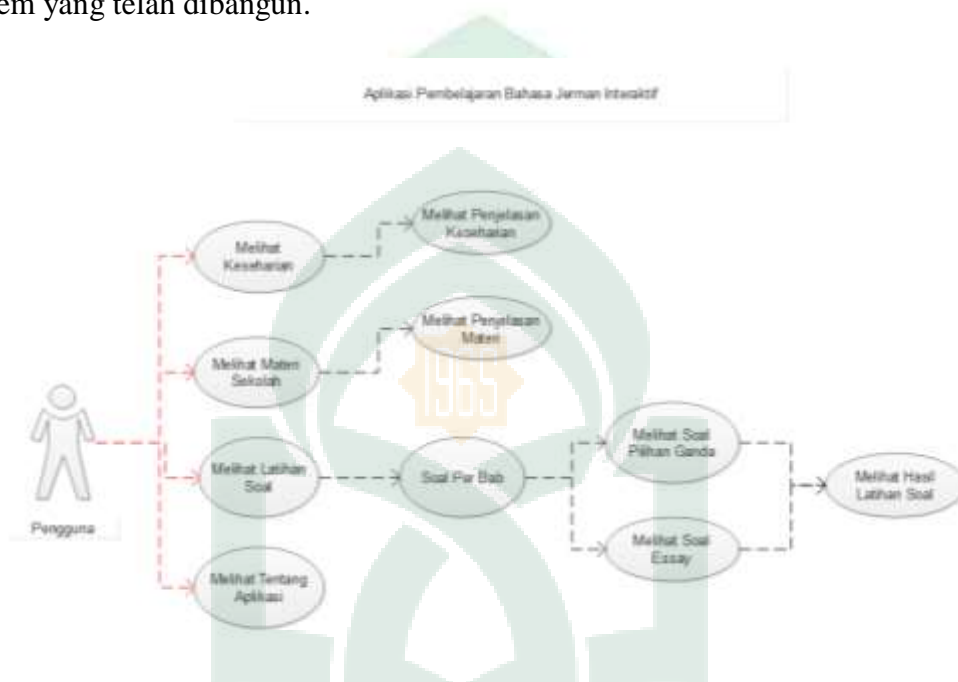 em yang telah dibangun.
Aplikasi Pembelajaran Bahasa Jerman Interaktif
Melihat Penjelasan
Keseharian
Melihat
Keseharian
Melihat Penjelasan
Materi
Melihat Materi
Sekolah
1965
Melihat Soal
Pilihan Ganda
Melihat Latihan
Soal
Soal Per Bab
Melihat Hasil
Latihan Soal
Pengguna
Melihat Soal
Essay
Melihat Tentang
Aplikasi